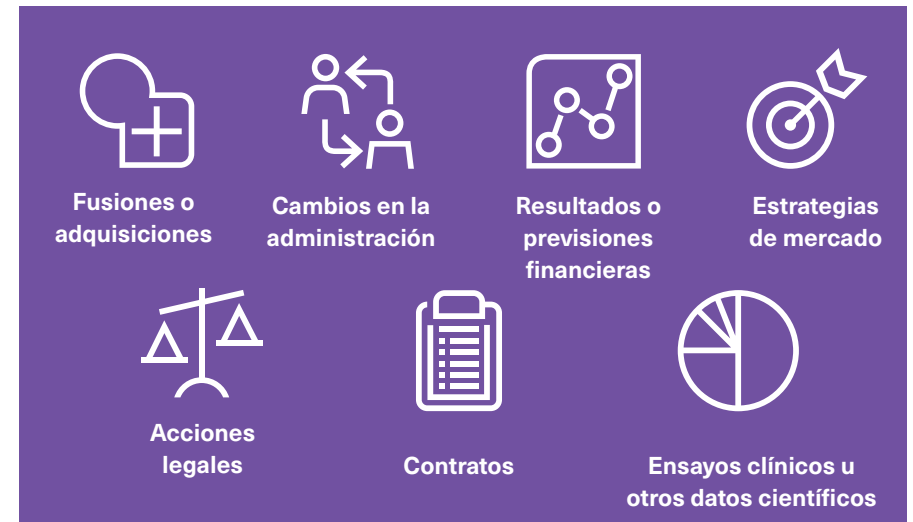 Fusiones o
adquisiciones
Cambios en la
administración
Resultados o
previsiones
financieras
Estrategias
de mercado
Acciones
legales
Contratos
Ensayos clínicos u
otros datos científicos